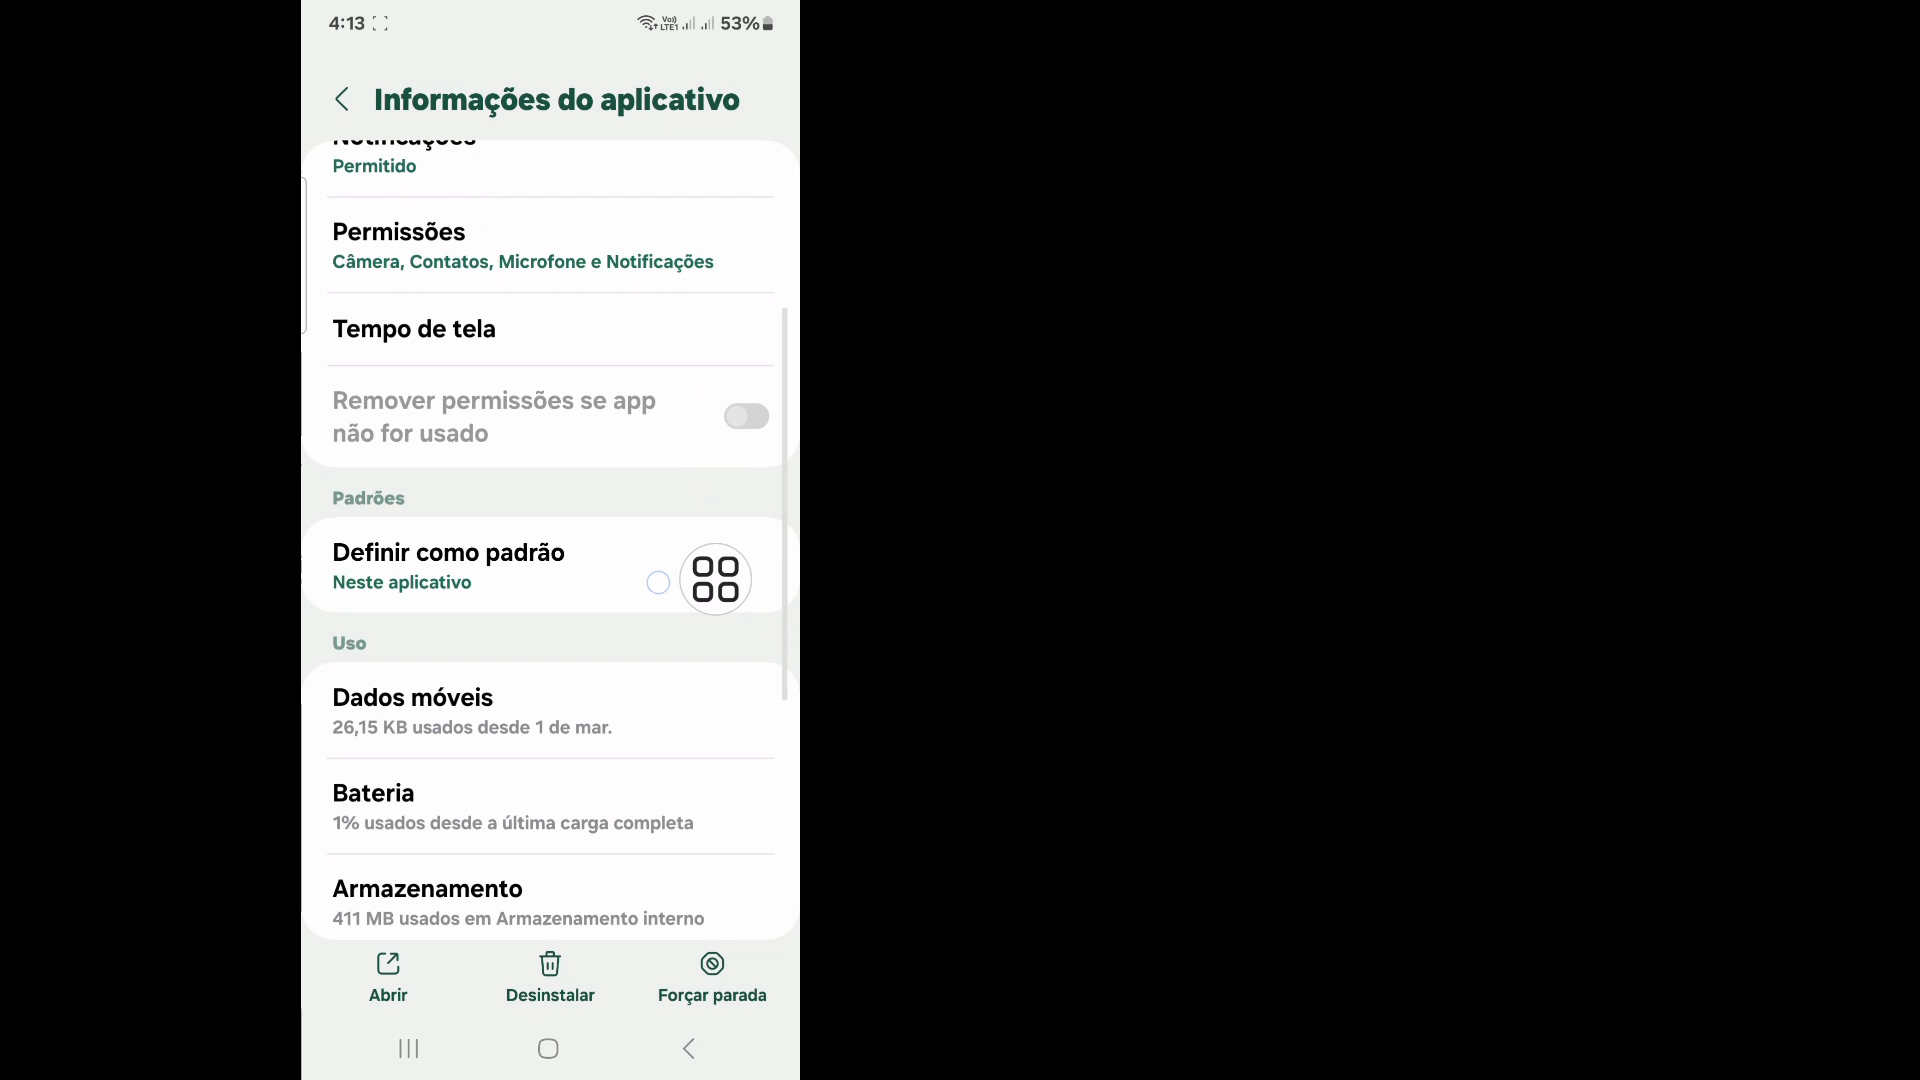 4:13
Vo)) LTE1 53%
Informações do aplicativo
Notificações
Permitido
Permissões
Câmera, Contatos, Microfone e Notificações
Tempo de tela
Remover permissões se app
não for usado
Padrões
Definir como padrão
Neste aplicativo
Uso
Dados móveis
26,15 KB usados desde 1 de mar.
Bateria
1% usados desde a última carga completa
Armazenamento
411 MB usados em Armazenamento interno
Abrir Desinstalar Forçar parada